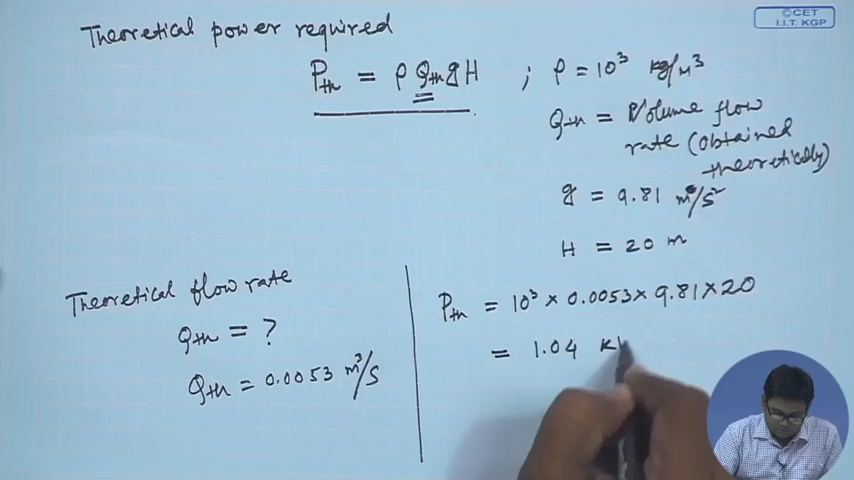 ©CET
I.I.T. KGP
Theoretical power required
Pth = ρ Qth g H ; ρ = 10³ kg/m³
Qth = Volume flow
rate (obtained
theoretically)
g = 9.81 m/s²
H = 20 m
Theoretical flow rate
Qth = ?
Qth = 0.0053 m³/s
Pth = 10³ × 0.0053 × 9.81 × 20
= 1.04 K